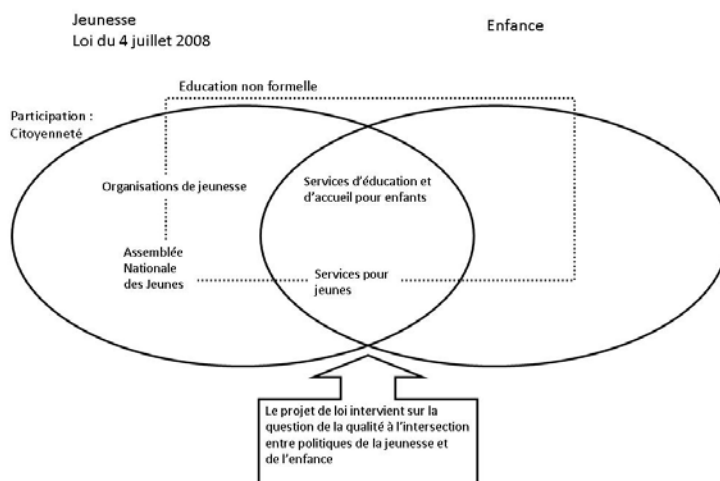 Jeunesse
Loi du 4 juillet 2008
Enfance
Education non formelle
Participation :
Citoyenneté
Organisations de jeunesse
Services d'éducation et
d'accueil pour enfants
Assemblée
Nationale
des Jeunes
Services pour
jeunes
Le projet de loi intervient sur la
question de la qualité à l'intersection
entre politiques de la jeunesse et
de l'enfance